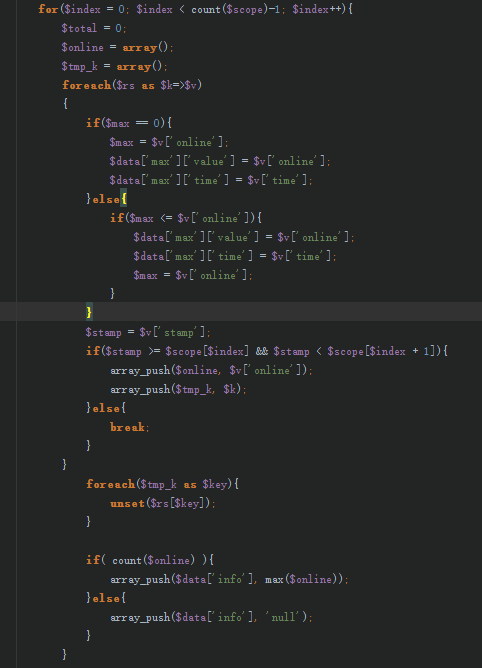 for($index = 0; $index < count($scope)-1; $index++){
$total = 0;
$online = array();
$tmp_k = array();
foreach($rs as $k=>$v)
{
if($max == 0){
$max = $v['online'];
$data['max']['value'] = $v['online'];
$data['max']['time'] = $v['time'];
}else{
if($max <= $v['online']){
$data['max']['value'] = $v['online'];
$data['max']['time'] = $v['time'];
$max = $v['online'];
}
}
$stamp = $v['stamp'];
if($stamp >= $scope[$index] && $stamp < $scope[$index + 1]){
array_push($online, $v['online']);
array_push($tmp_k, $k);
}else{
break;
}
}
foreach($tmp_k as $key){
unset($rs[$key]);
}
if( count($online) ){
array_push($data['info'], max($online));
}else{
array_push($data['info'], 'null');
}
}